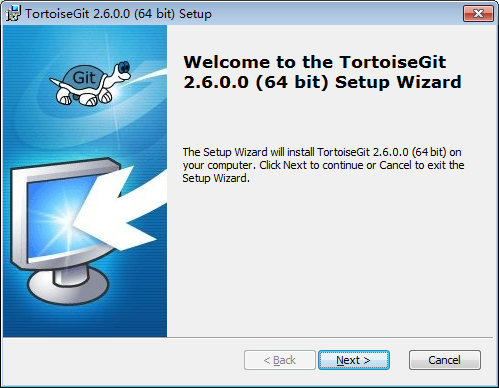 TortoiseGit 2.6.0.0 (64 bit) Setup
Git
Welcome to the TortoiseGit
2.6.0.0 (64 bit) Setup Wizard
The Setup Wizard will install TortoiseGit 2.6.0.0 (64 bit) on
your computer. Click Next to continue or Cancel to exit the
Setup Wizard.
< Back
Next >
Cancel